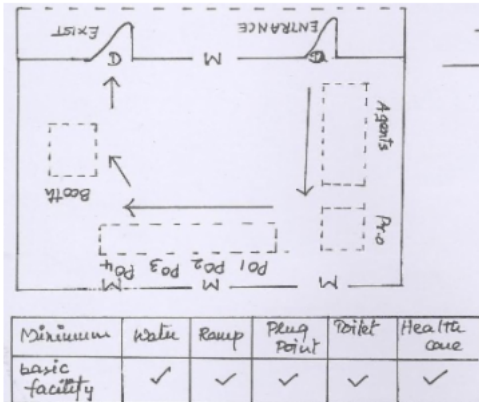 EXIST
ENTRANCE
D
W
D
Agents
Pro
Booth
PO4 PO3 PO2 PO1
W
W
W
Minimum basic facility
Water
Ramp
Plug Point
Toilet
Health care
✓ ✓ ✓ ✓ ✓